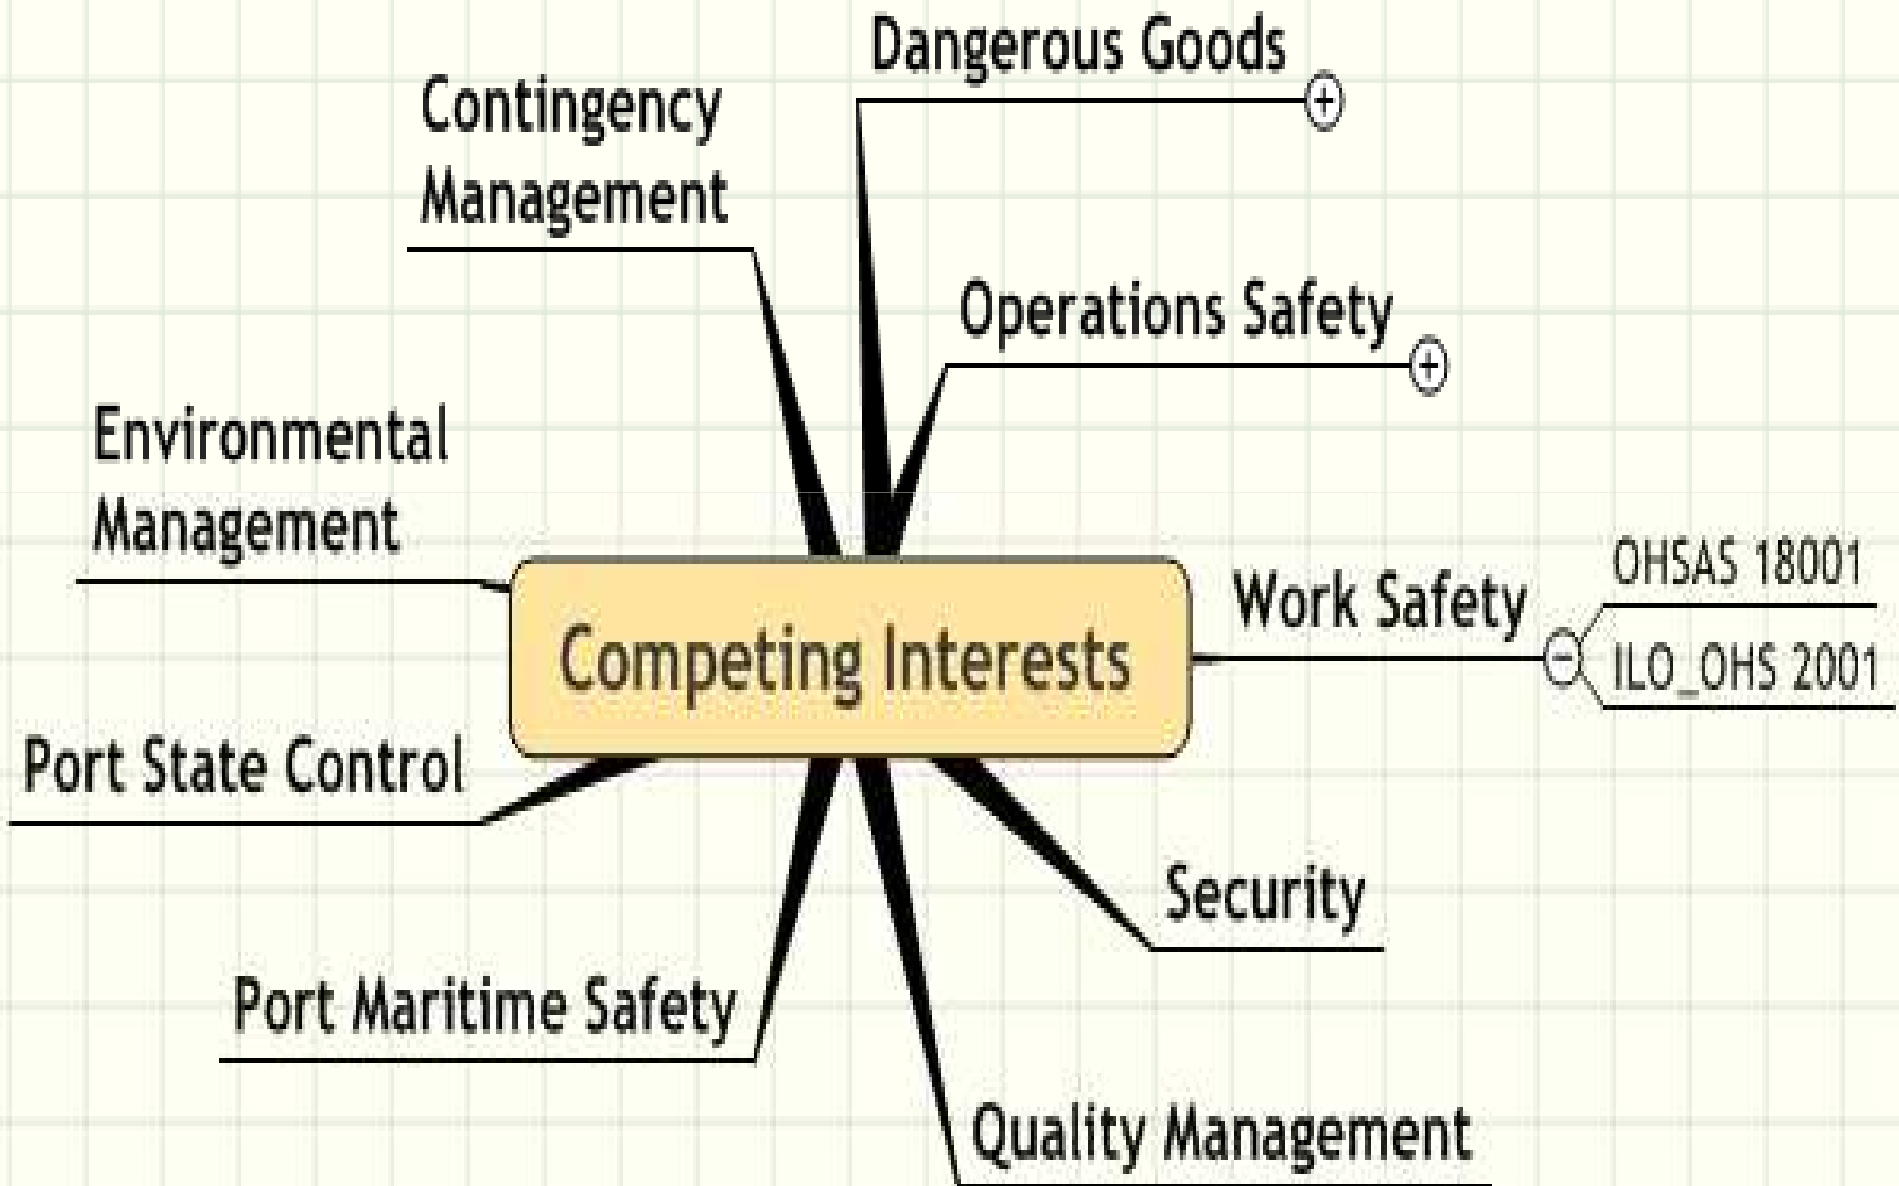 Dangerous Goods
Contingency
Management
Operations Safety
Environmental
Management
OHSAS 18001
Work Safety
ILO_OHS 2001
Competing Interests
Port State Control
Security
Port Maritime Safety
Quality Management